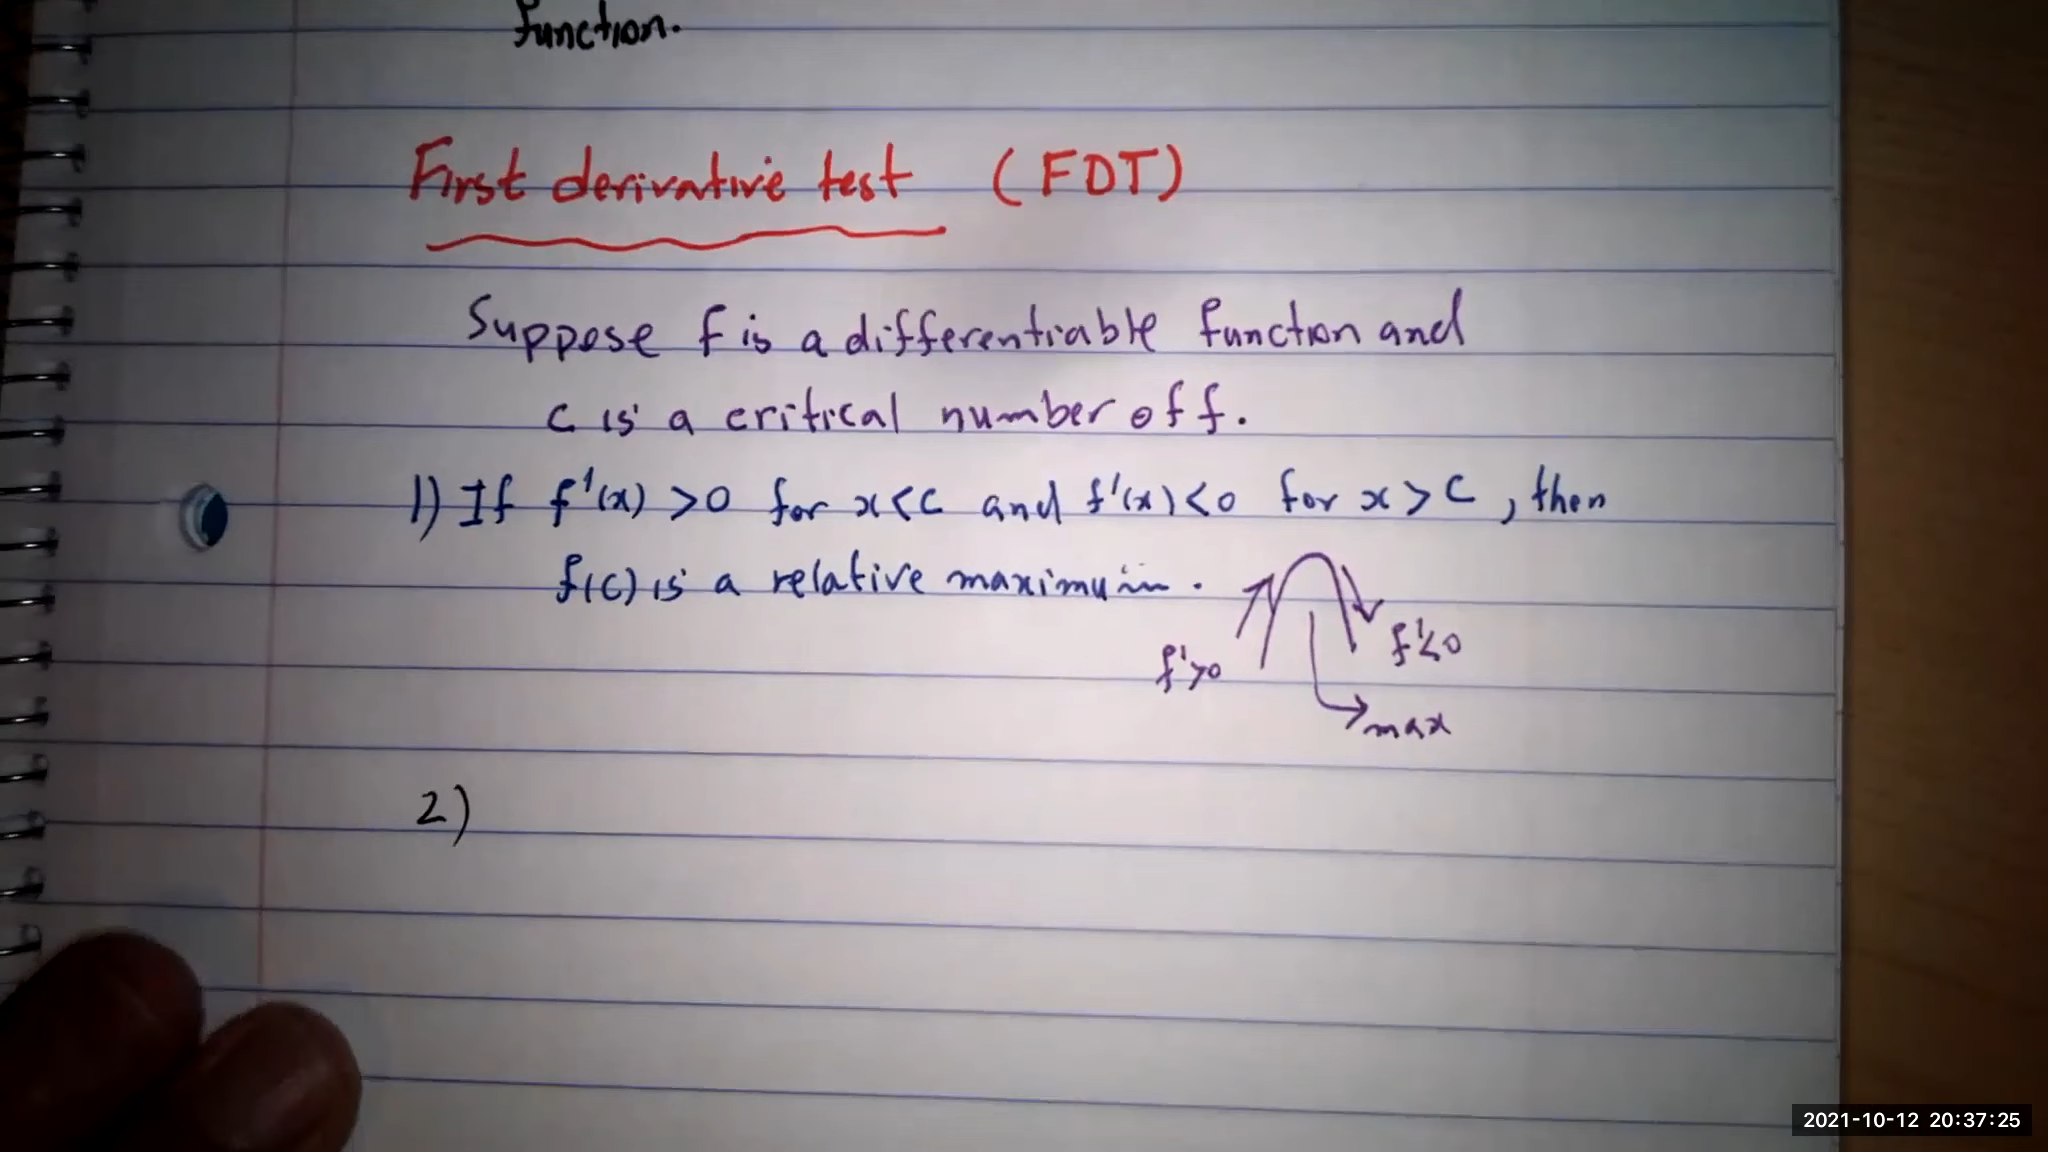 function.
First derivative test (FDT)
Suppose f is a differentiable function and
c is a critical number of f.
1) If f'(x) >0 for x<c and f'(x)<0 for x>c, then
f(c) is a relative maximum.
f'>0
f'<0
max
2)
2021-10-12 20:37:25